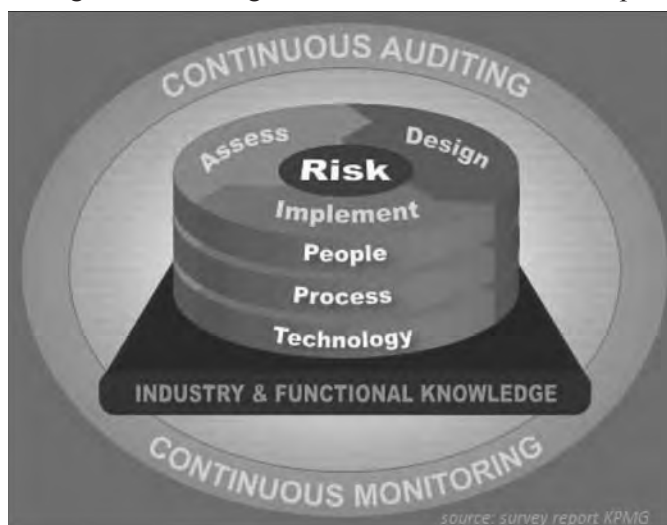 CONTINUOUS AUDITING
Assess
Design
Risk
Implement
People
Process
Technology
INDUSTRY & FUNCTIONAL KNOWLEDGE
CONTINUOUS MONITORING
source: survey report KPMG